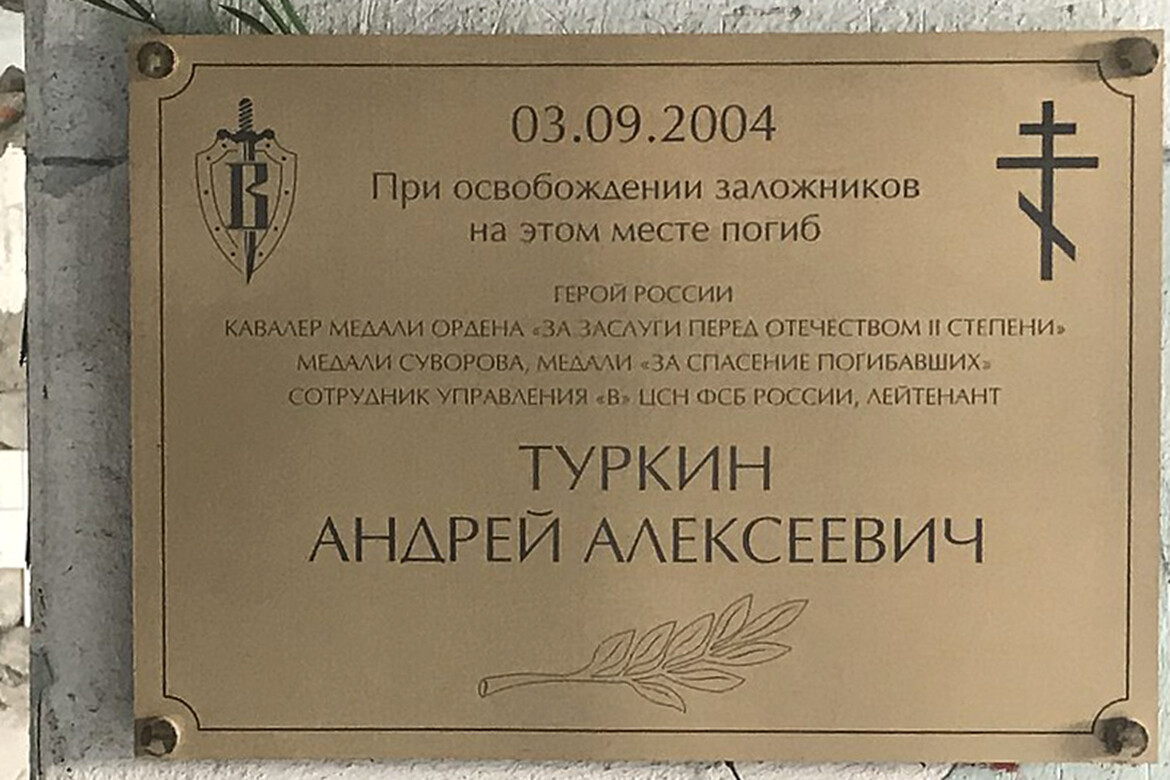 03.09.2004
При освобождении заложников
на этом месте погиб
ГЕРОЙ РОССИИ
КАВАЛЕР МЕДАЛИ ОРДЕНА «ЗА ЗАСЛУГИ ПЕРЕД ОТЕЧЕСТВОМ II СТЕПЕНИ»
МЕДАЛИ СУВОРОВА, МЕДАЛИ «ЗА СПАСЕНИЕ ПОГИБАВШИХ»
СОТРУДНИК УПРАВЛЕНИЯ «В» ЦСН ФСБ РОССИИ, ЛЕЙТЕНАНТ
ТУРКИН
АНДРЕЙ АЛЕКСЕЕВИЧ
В